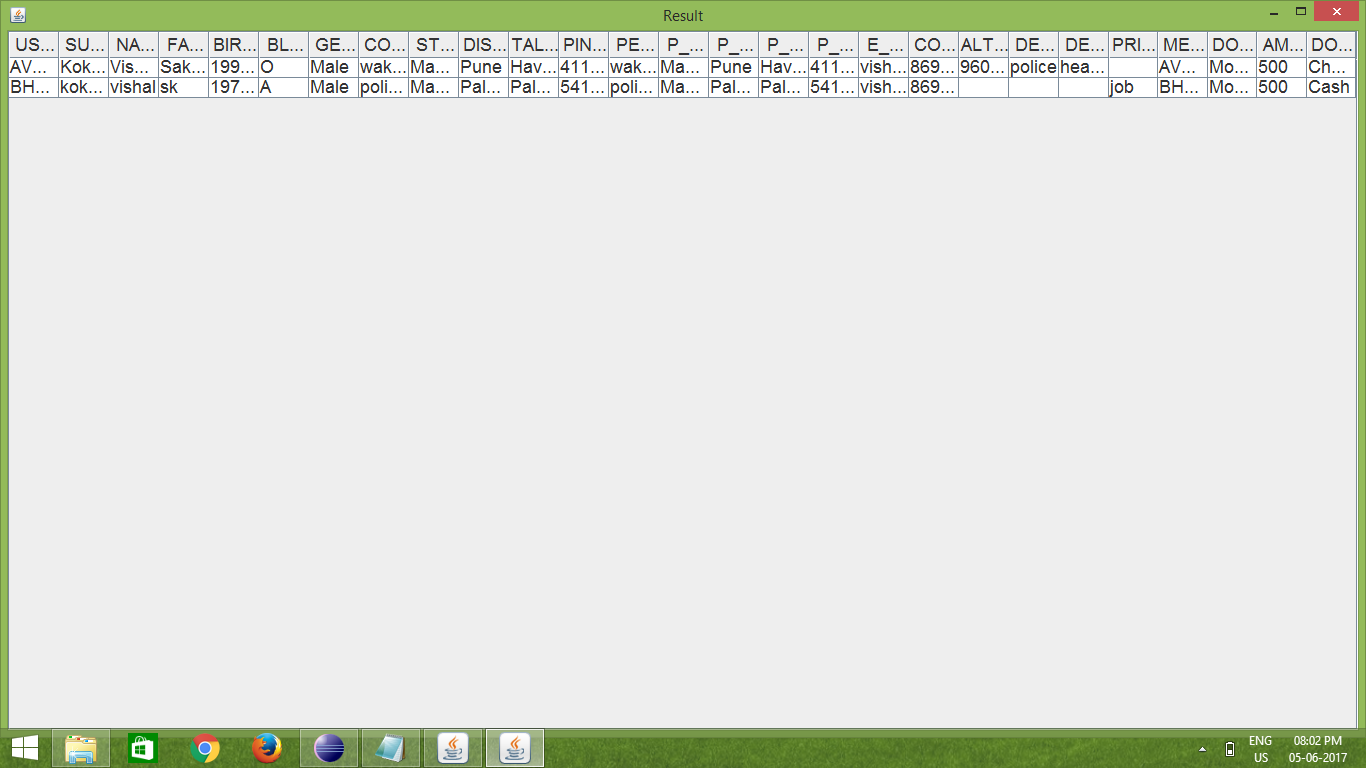 Result
US... SU... NA... FA... BIR... BL... GE... CO... ST... DIS... TAL... PIN... PE... P_... P_... P_... P_... E_... CO... ALT... DE... DE... PRI... ME... DO... AM... DO...
AV... Kok... Vis... Sak... 199... O Male wak... Ma... Pune Hav... 411... wak... Ma... Pune Hav... 411... vish... 869... 960... police hea... AV... Mo... 500 Ch...
BH... kok... vishal sk 197... A Male poli... Ma... Pal... Pal... 541... poli... Ma... Pal... Pal... 541... vish... 869... job BH... Mo... 500 Cash
ENG 08:02 PM
US 05-06-2017